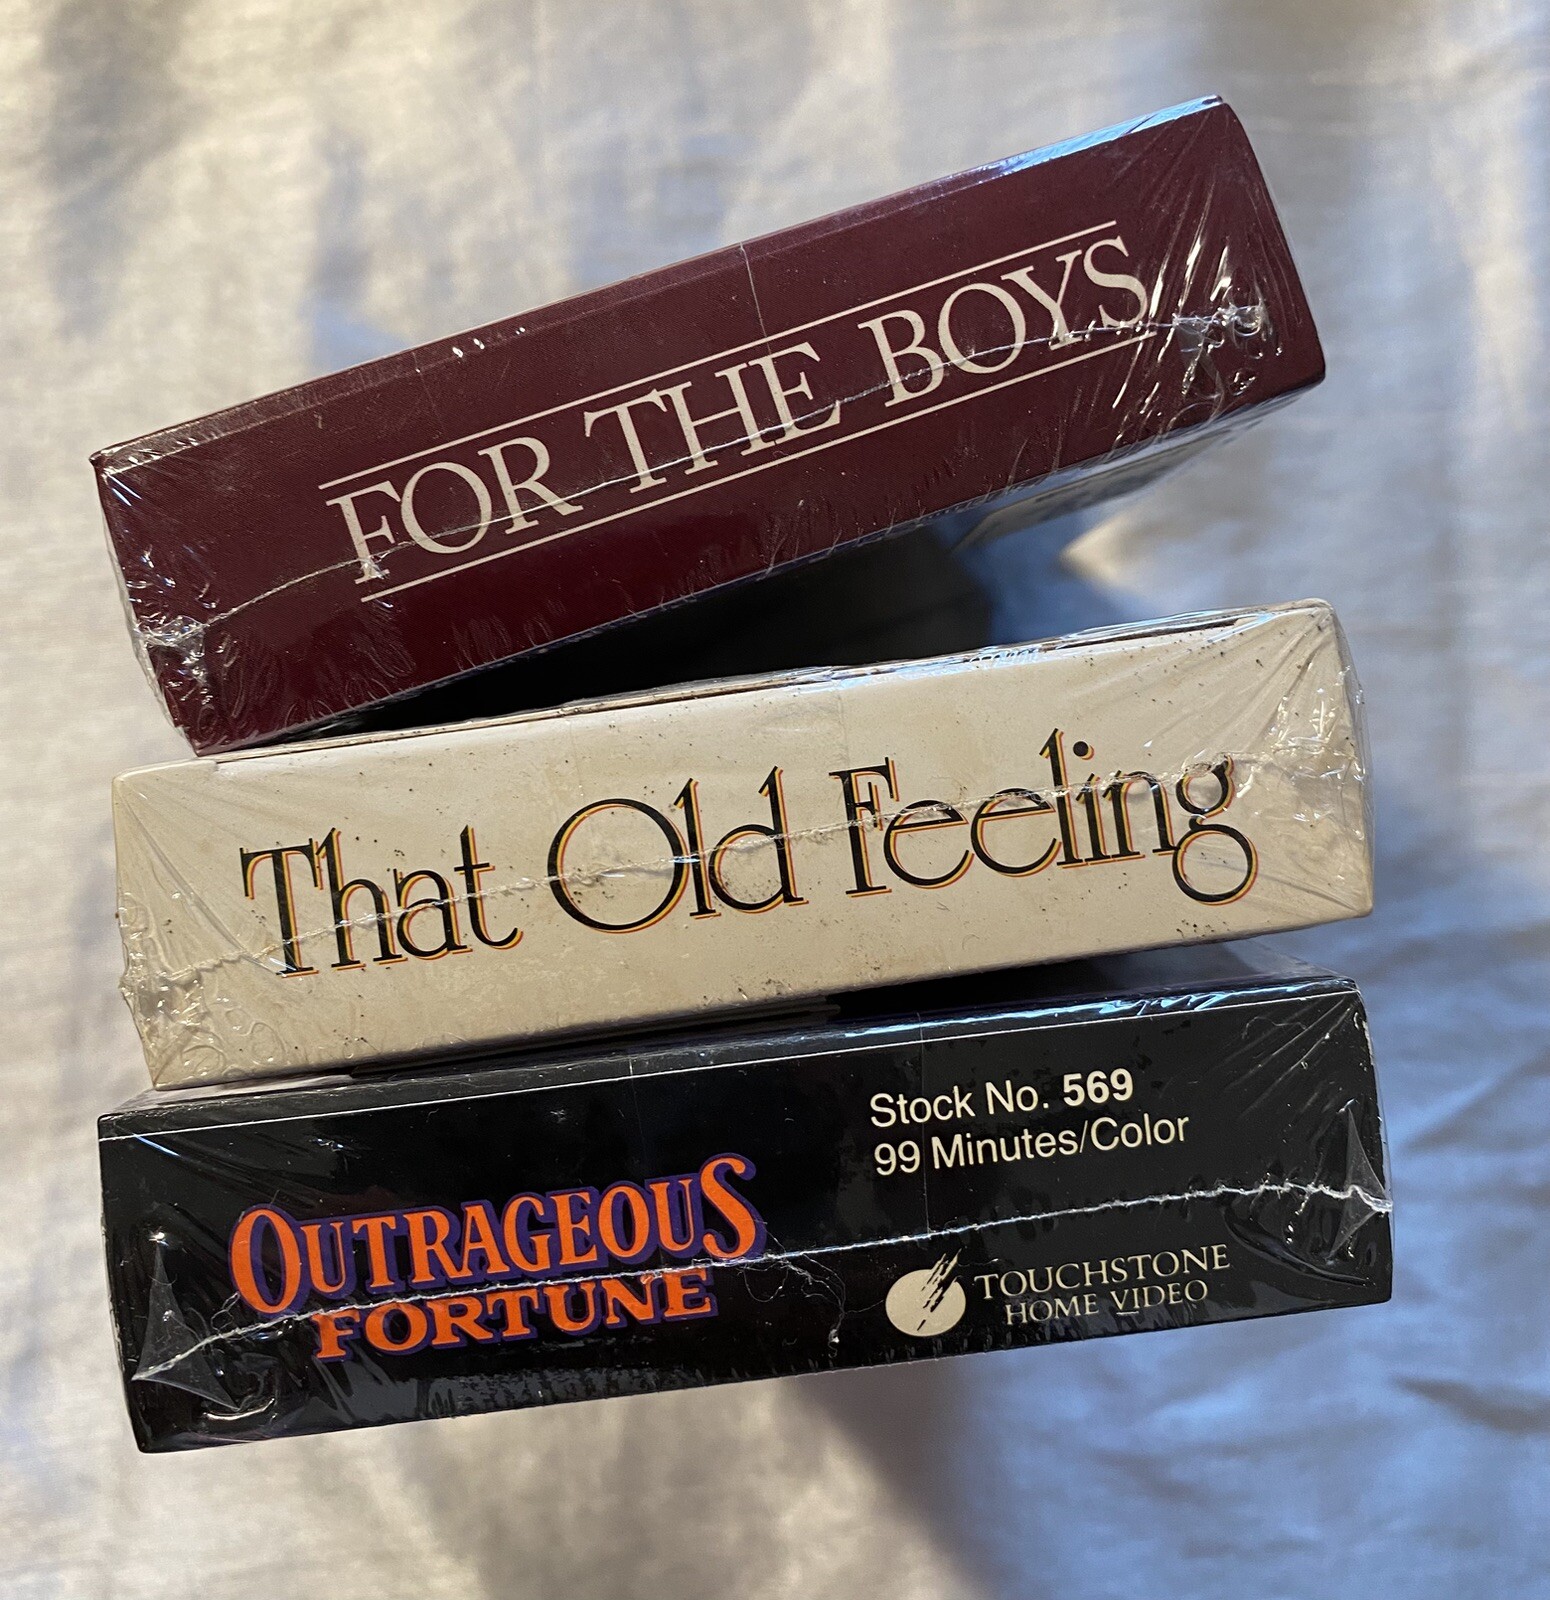 FOR THE BOYS
That Old Feeling
Stock No. 569
99 Minutes/Color
OUTRAGEOUS
FORTUNE
TOUCHSTONE
HOME VIDEO